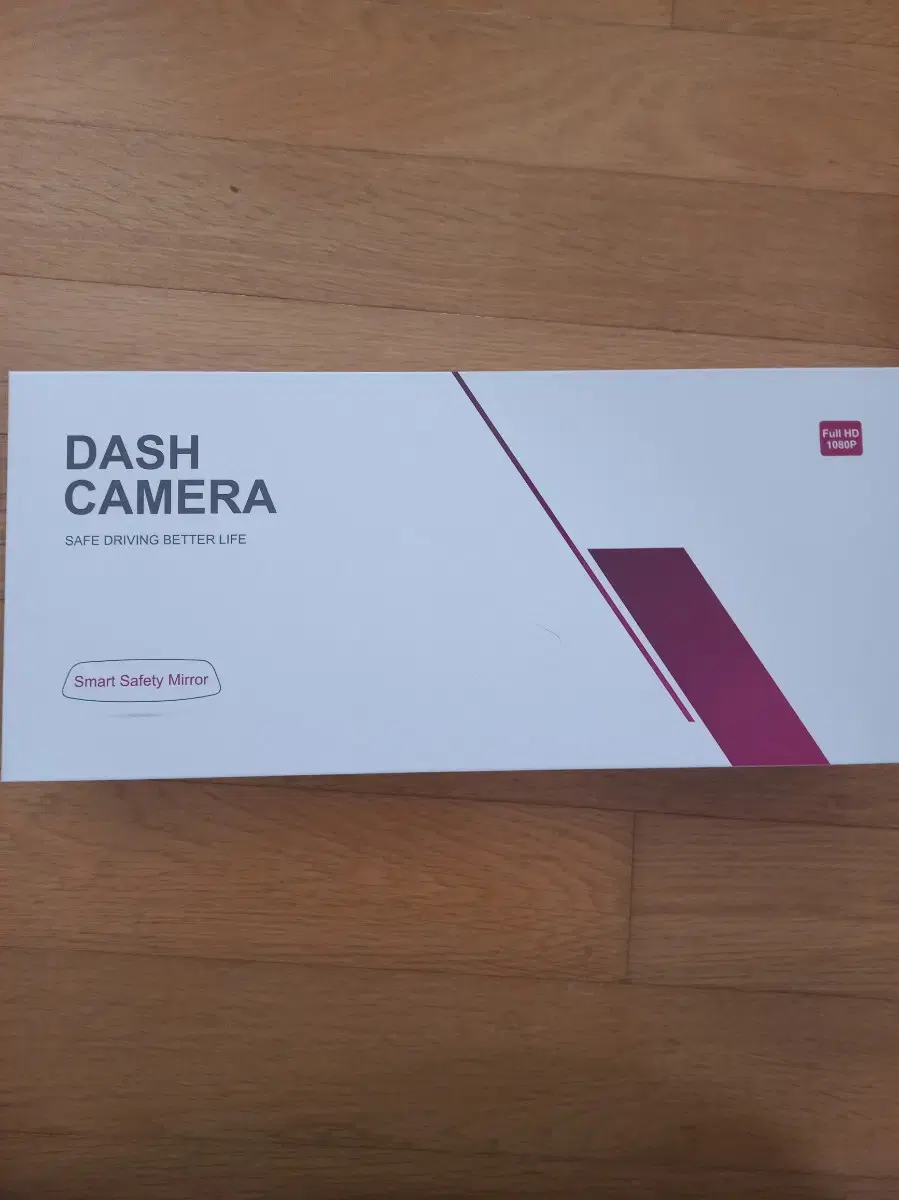 DASH
CAMERA
SAFE DRIVING BETTER LIFE
Full HD
1080P
Smart Safety Mirror